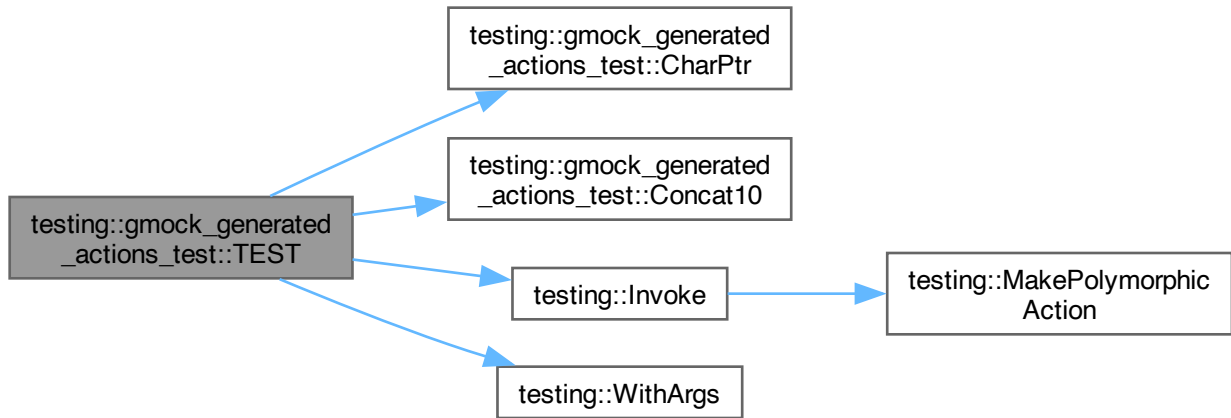 testing::gmock_generated
_actions_test::CharPtr
testing::gmock_generated
_actions_test::Concat10
testing::gmock_generated
_actions_test::TEST
testing::Invoke
testing::MakePolymorphic
Action
testing::WithArgs